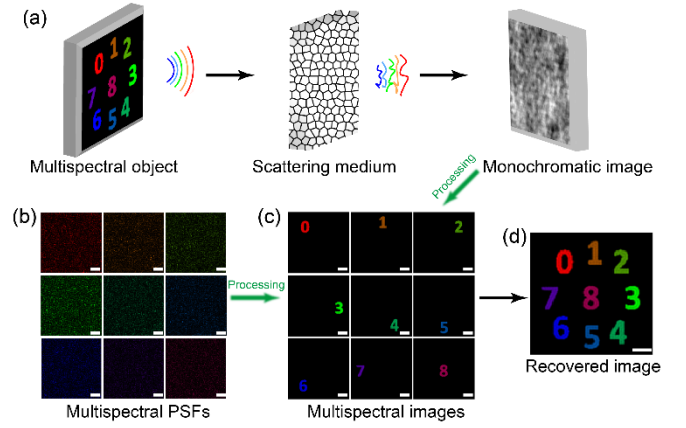 (a)
0 1 2
7 8 3
6 5 4
Multispectral object
Scattering medium
Monochromatic image
Processing
(b)
Processing
Multispectral PSFs
(c)
0 1 2
3 4 5
6 7 8
Multispectral images
(d)
0 1 2
7 8 3
6 5 4
Recovered image